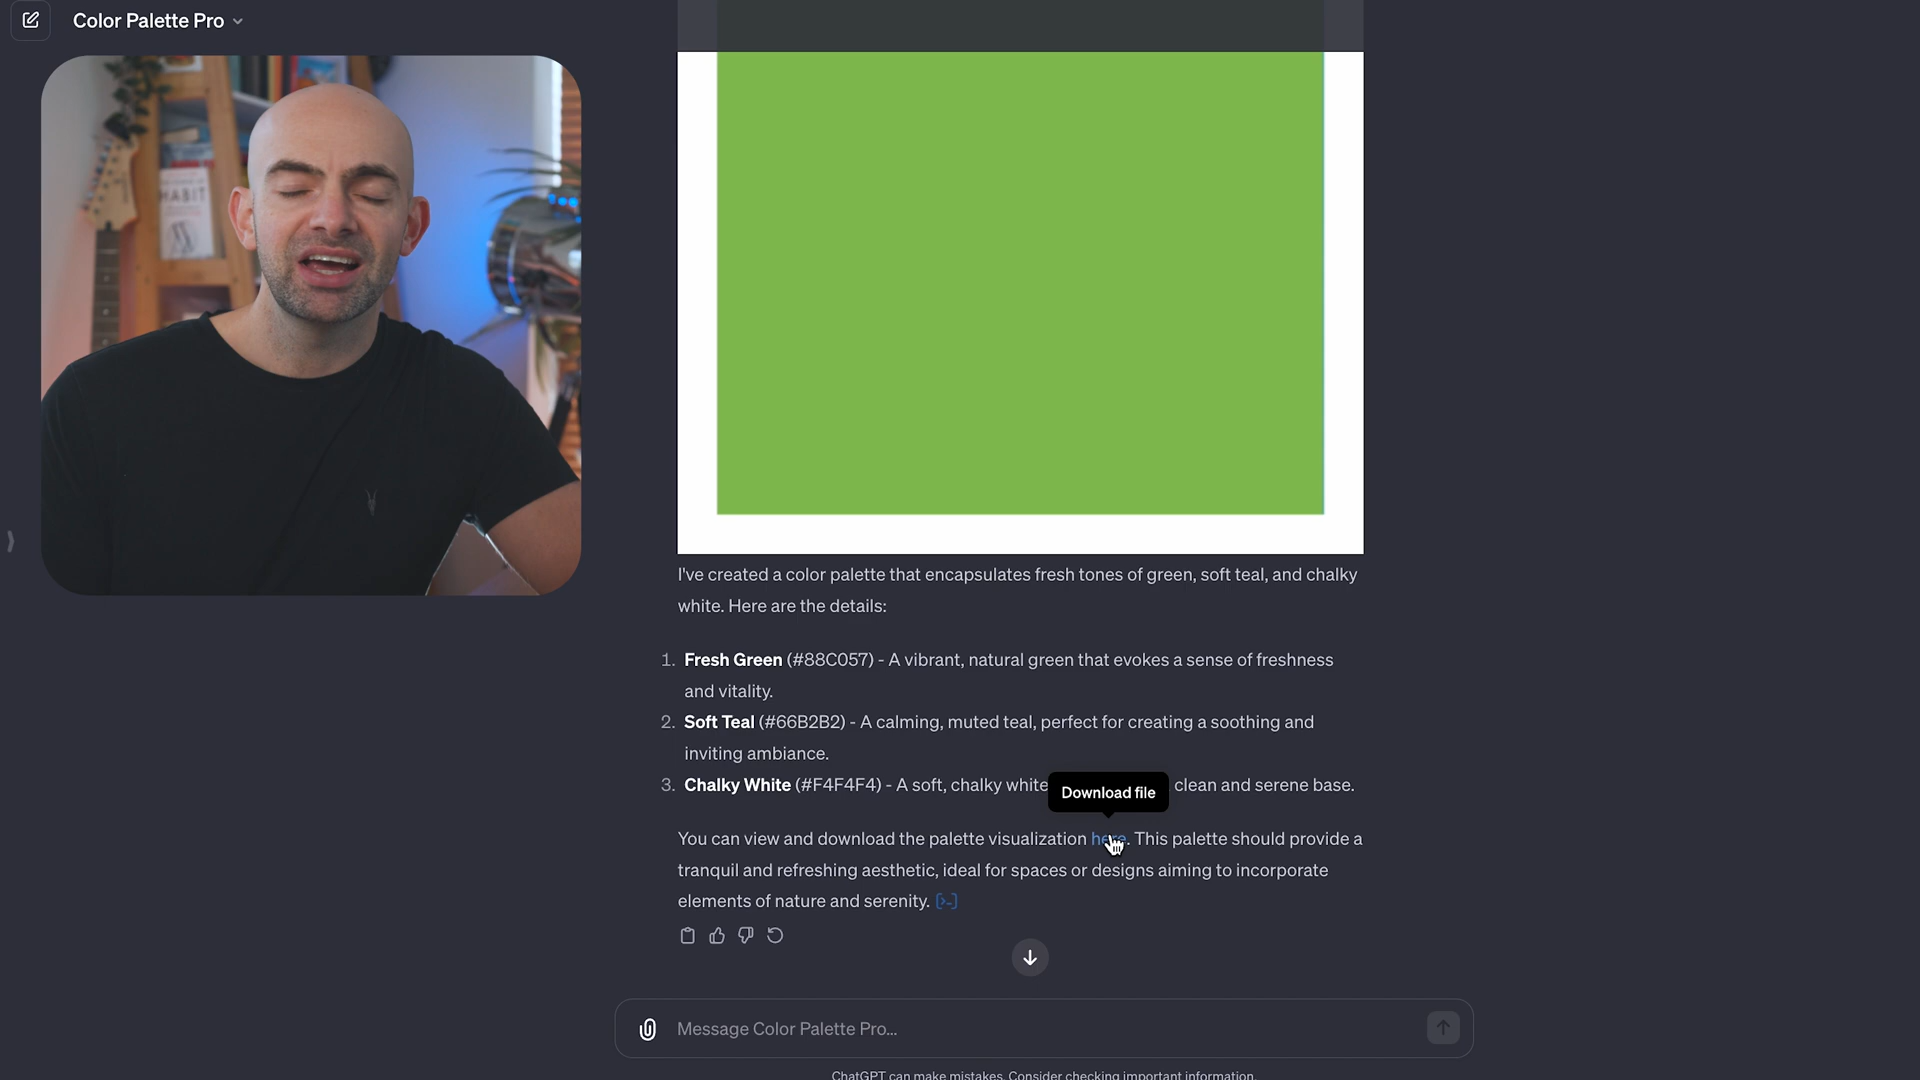 Color Palette Pro
HABIT
I've created a color palette that encapsulates fresh tones of green, soft teal, and chalky
white. Here are the details:
1. Fresh Green (#88C057) - A vibrant, natural green that evokes a sense of freshness
and vitality.
2. Soft Teal (#66B2B2) - A calming, muted teal, perfect for creating a soothing and
inviting ambiance.
3. Chalky White (#F4F4F4) - A soft, chalky white clean and serene base.
Download file
You can view and download the palette visualization here. This palette should provide a
tranquil and refreshing aesthetic, ideal for spaces or designs aiming to incorporate
elements of nature and serenity.
Message Color Palette Pro...
ChatGPT can make mistakes. Consider checking important information.